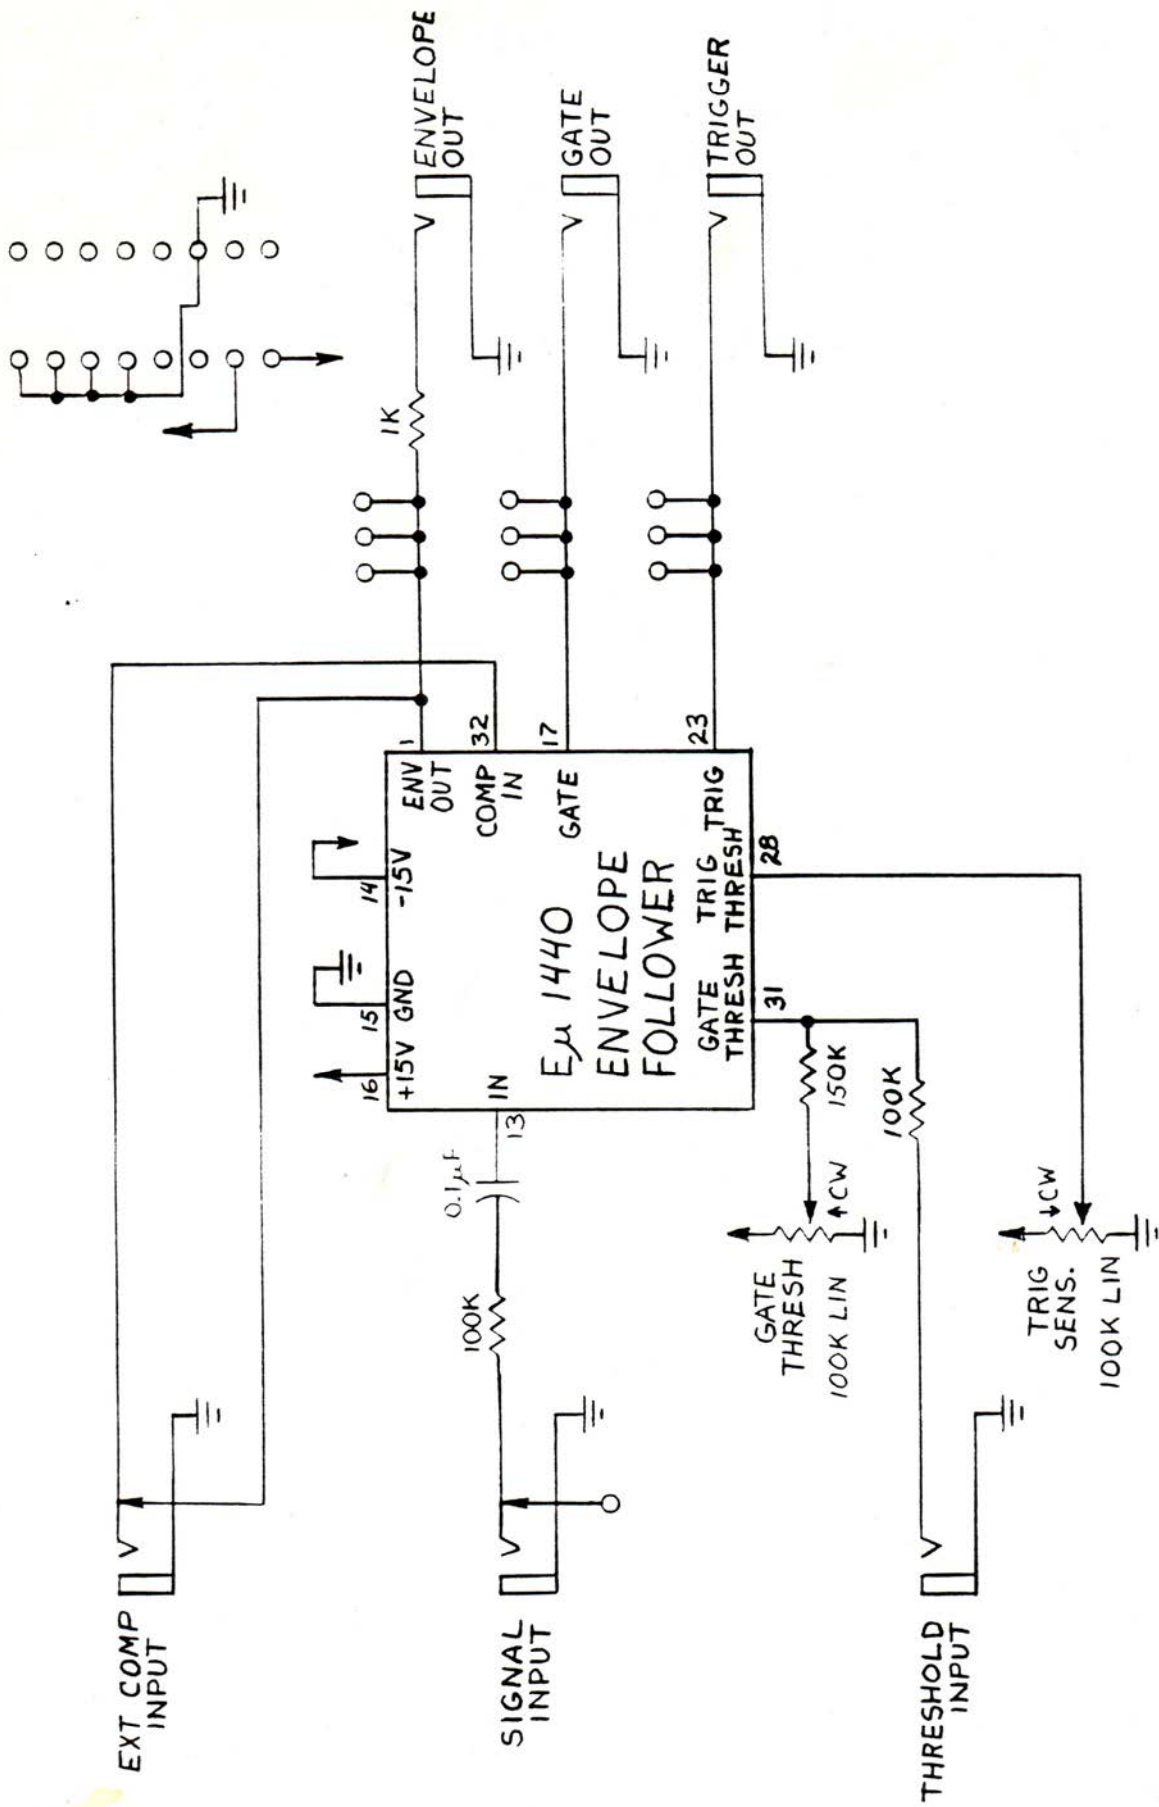 EXT COMP
INPUT
SIGNAL
INPUT
THRESHOLD
INPUT
100K
0.1µF
13
IN
16
+15V
15
GND
14
-15V
Eµ 1440
ENVELOPE
FOLLOWER
ENV
OUT
1
COMP
IN
32
GATE
17
TRIG
23
GATE
THRESH
31
TRIG
THRESH
28
150K
100K
GATE
THRESH
100K LIN
CW
TRIG
SENS.
100K LIN
CW
1K
ENVELOPE
OUT
GATE
OUT
TRIGGER
OUT
V
V
V
V
V
V